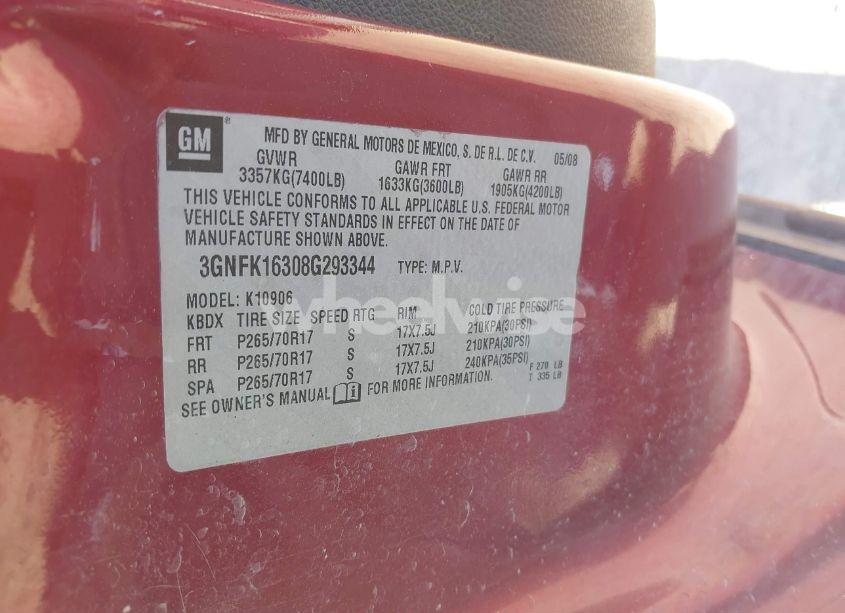 GM® MFD BY GENERAL MOTORS DE MEXICO, S. DE R.L. DE C.V. 05/08
GVWR GAWR FRT GAWR RR
3357KG(7400LB) 1633KG(3600LB) 1905KG(4200LB)
THIS VEHICLE CONFORMS TO ALL APPLICABLE U.S. FEDERAL MOTOR
VEHICLE SAFETY STANDARDS IN EFFECT ON THE DATE OF
MANUFACTURE SHOWN ABOVE.
3GNFK16308G293344 TYPE: M.P.V.
MODEL: K10906
KBDX TIRE SIZE SPEED RTG RIM COLD TIRE PRESSURE
FRT P265/70R17 S 17X7.5J 210KPA(30PSI)
RR P265/70R17 S 17X7.5J 210KPA(30PSI)
SPA P265/70R17 S 17X7.5J 240KPA(35PSI)
SEE OWNER'S MANUAL FOR MORE INFORMATION.
F 270 LB
T 335 LB
wheelwise